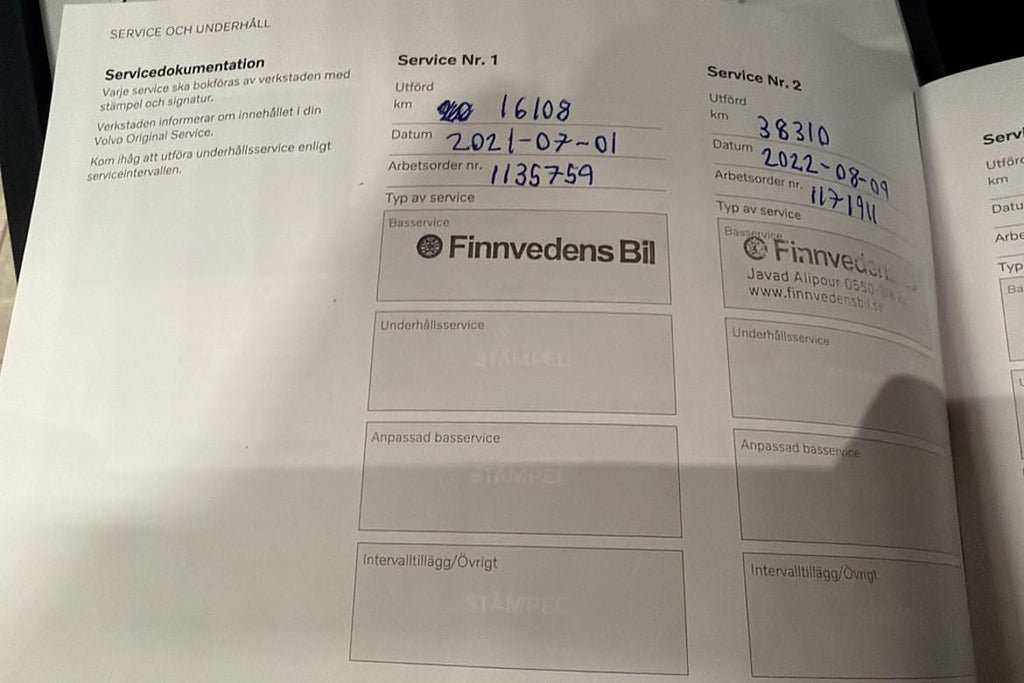 SERVICE OCH UNDERHÅLL
Servicedokumentation
Varje service ska bokföras av verkstaden med
stämpel och signatur.
Verkstaden informerar om innehållet i din
Volvo Original Service.
Kom ihåg att utföra underhållsservice enligt
serviceintervallen.
Service Nr. 1
Utförd
km 16108
Datum 2021-07-01
Arbetsorder nr. 1135759
Typ av service
Basservice
Finnvedens Bil
Underhållsservice
STÄMPEL
Anpassad basservice
STÄMPEL
Intervalltillägg/Övrigt
STÄMPEL
Service Nr. 2
Utförd
km 38310
Datum 2022-08-09
Arbetsorder nr. 1171911
Typ av service
Basservice
Javad Alipour 0550-
www.finnvedensbil.se
Underhållsservice
Anpassad basservice
Intervalltillägg/Övrigt
km